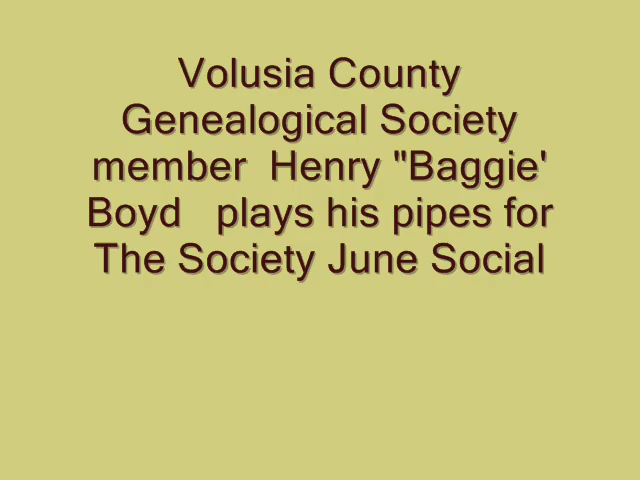 Volusia County
Genealogical Society
member  Henry "Baggie'
Boyd   plays his pipes for
The Society June Social